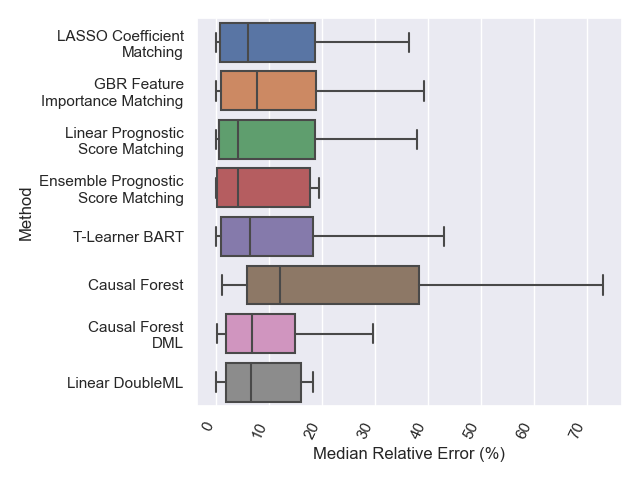 LASSO Coefficient
Matching
GBR Feature
Importance Matching
Linear Prognostic
Score Matching
Ensemble Prognostic
Score Matching
T-Learner BART
Causal Forest
Causal Forest
DML
Linear DoubleML
Method
0 10 20 30 40 50 60 70
Median Relative Error (%)